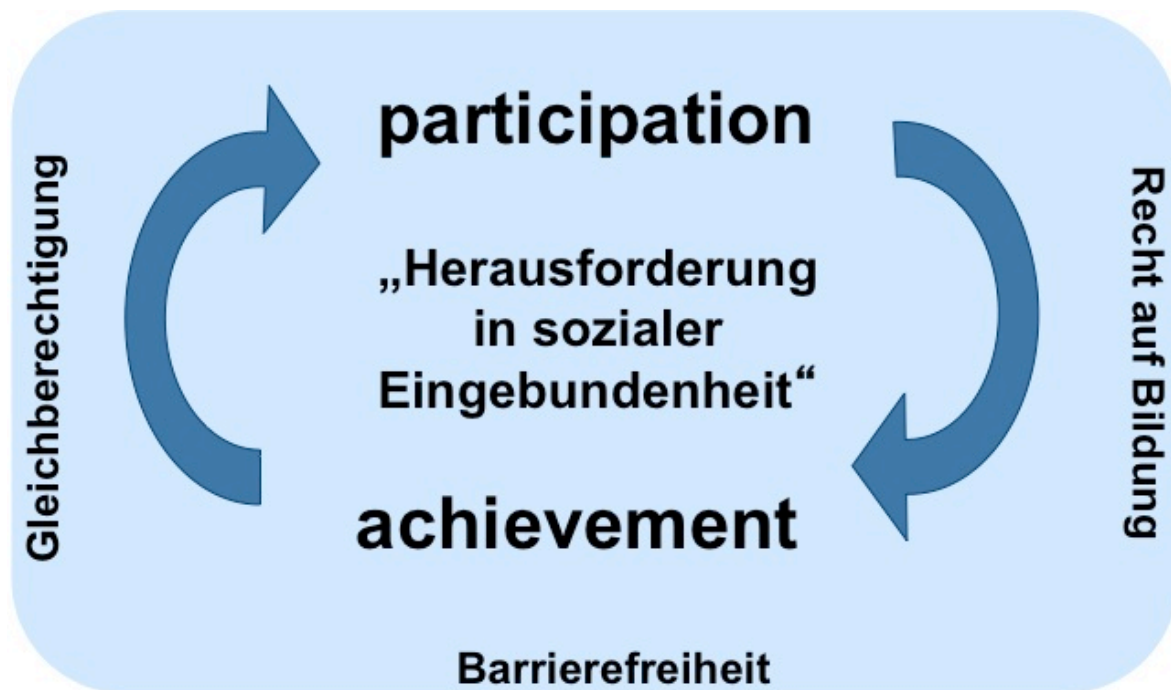 participation
Gleichberechtigung
„Herausforderung
in sozialer
Eingebundenheit“
Recht auf Bildung
achievement
Barrierefreiheit